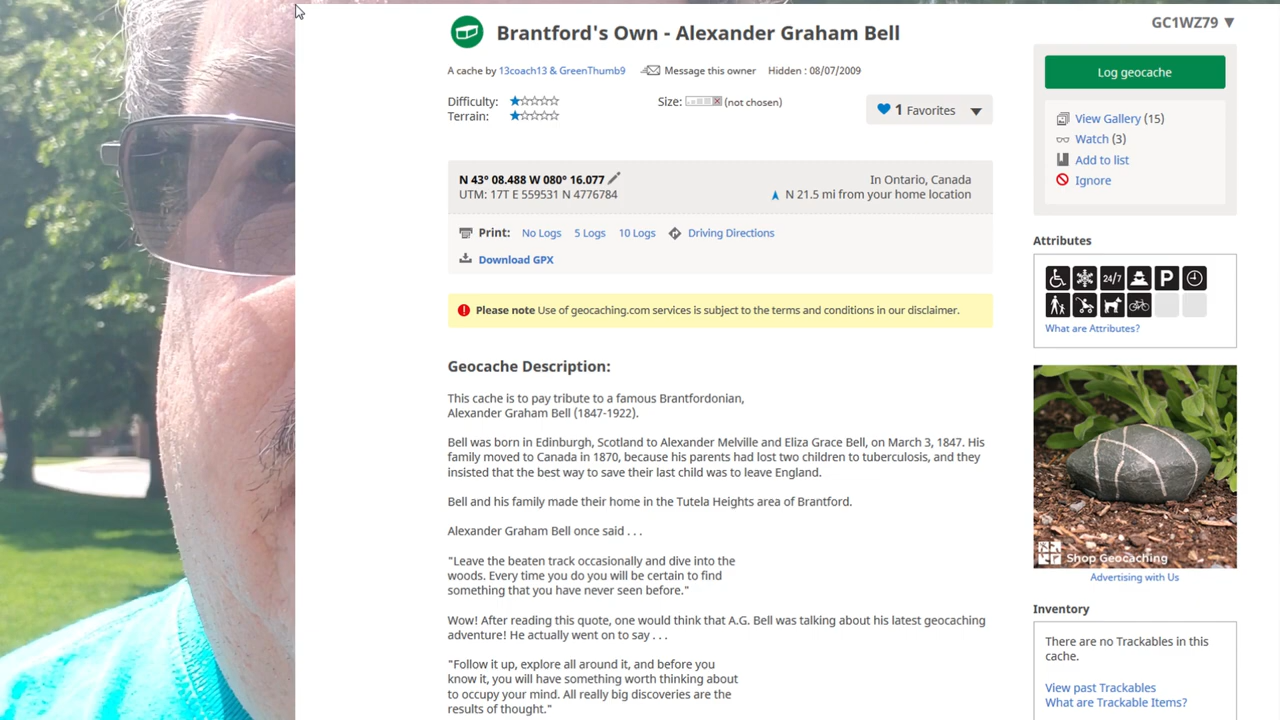 GC1WZ79 ▼
Brantford's Own - Alexander Graham Bell
A cache by 13coach13 & GreenThumb9 Message this owner Hidden : 08/07/2009
Difficulty:
Terrain:
Size: (not chosen)
1 Favorites
N 43° 08.488 W 080° 16.077
UTM: 17T E 559531 N 4776784
In Ontario, Canada
N 21.5 mi from your home location
Print: No Logs 5 Logs 10 Logs Driving Directions
Download GPX
Please note Use of geocaching.com services is subject to the terms and conditions in our disclaimer.
Geocache Description:
This cache is to pay tribute to a famous Brantfordonian,
Alexander Graham Bell (1847-1922).
Bell was born in Edinburgh, Scotland to Alexander Melville and Eliza Grace Bell, on March 3, 1847. His
family moved to Canada in 1870, because his parents had lost two children to tuberculosis, and they
insisted that the best way to save their last child was to leave England.
Bell and his family made their home in the Tutela Heights area of Brantford.
Alexander Graham Bell once said . . .
"Leave the beaten track occasionally and dive into the
woods. Every time you do you will be certain to find
something that you have never seen before."
Wow! After reading this quote, one would think that A.G. Bell was talking about his latest geocaching
adventure! He actually went on to say . . .
"Follow it up, explore all around it, and before you
know it, you will have something worth thinking about
to occupy your mind. All really big discoveries are the
results of thought."
Log geocache
View Gallery (15)
Watch (3)
Add to list
Ignore
Attributes
24/7
P
What are Attributes?
Shop Geocaching
Advertising with Us
Inventory
There are no Trackables in this
cache.
View past Trackables
What are Trackable Items?